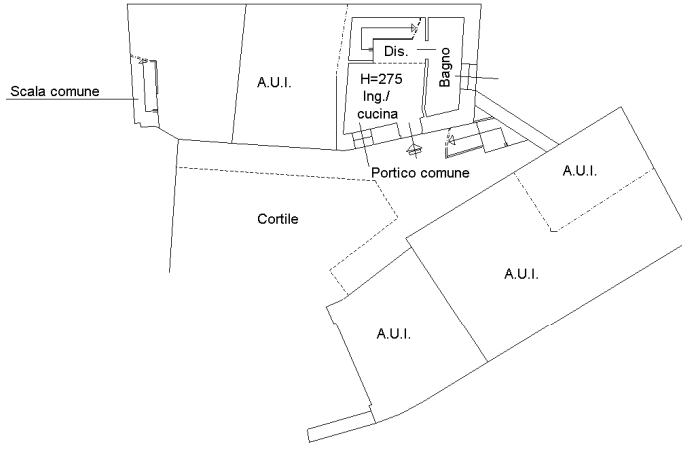 Dis.
Bagno
A.U.I.
H=275
Ing./
cucina
Scala comune
Portico comune
A.U.I.
Cortile
A.U.I.
A.U.I.